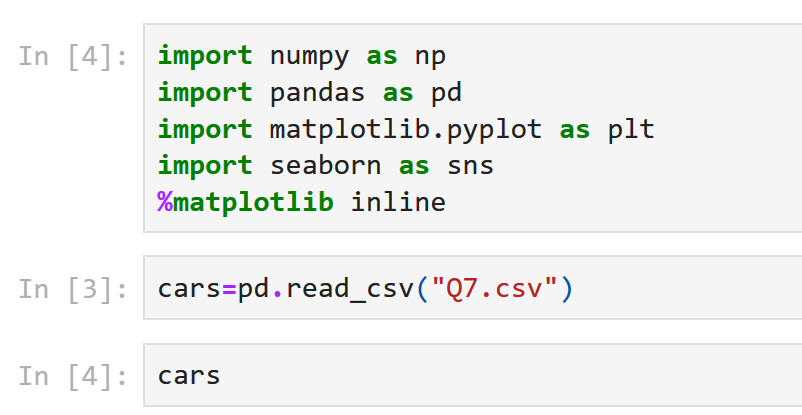 In [4]: import numpy as np
import pandas as pd
import matplotlib.pyplot as plt
import seaborn as sns
%matplotlib inline
In [3]: cars=pd.read_csv("Q7.csv")
In [4]: cars